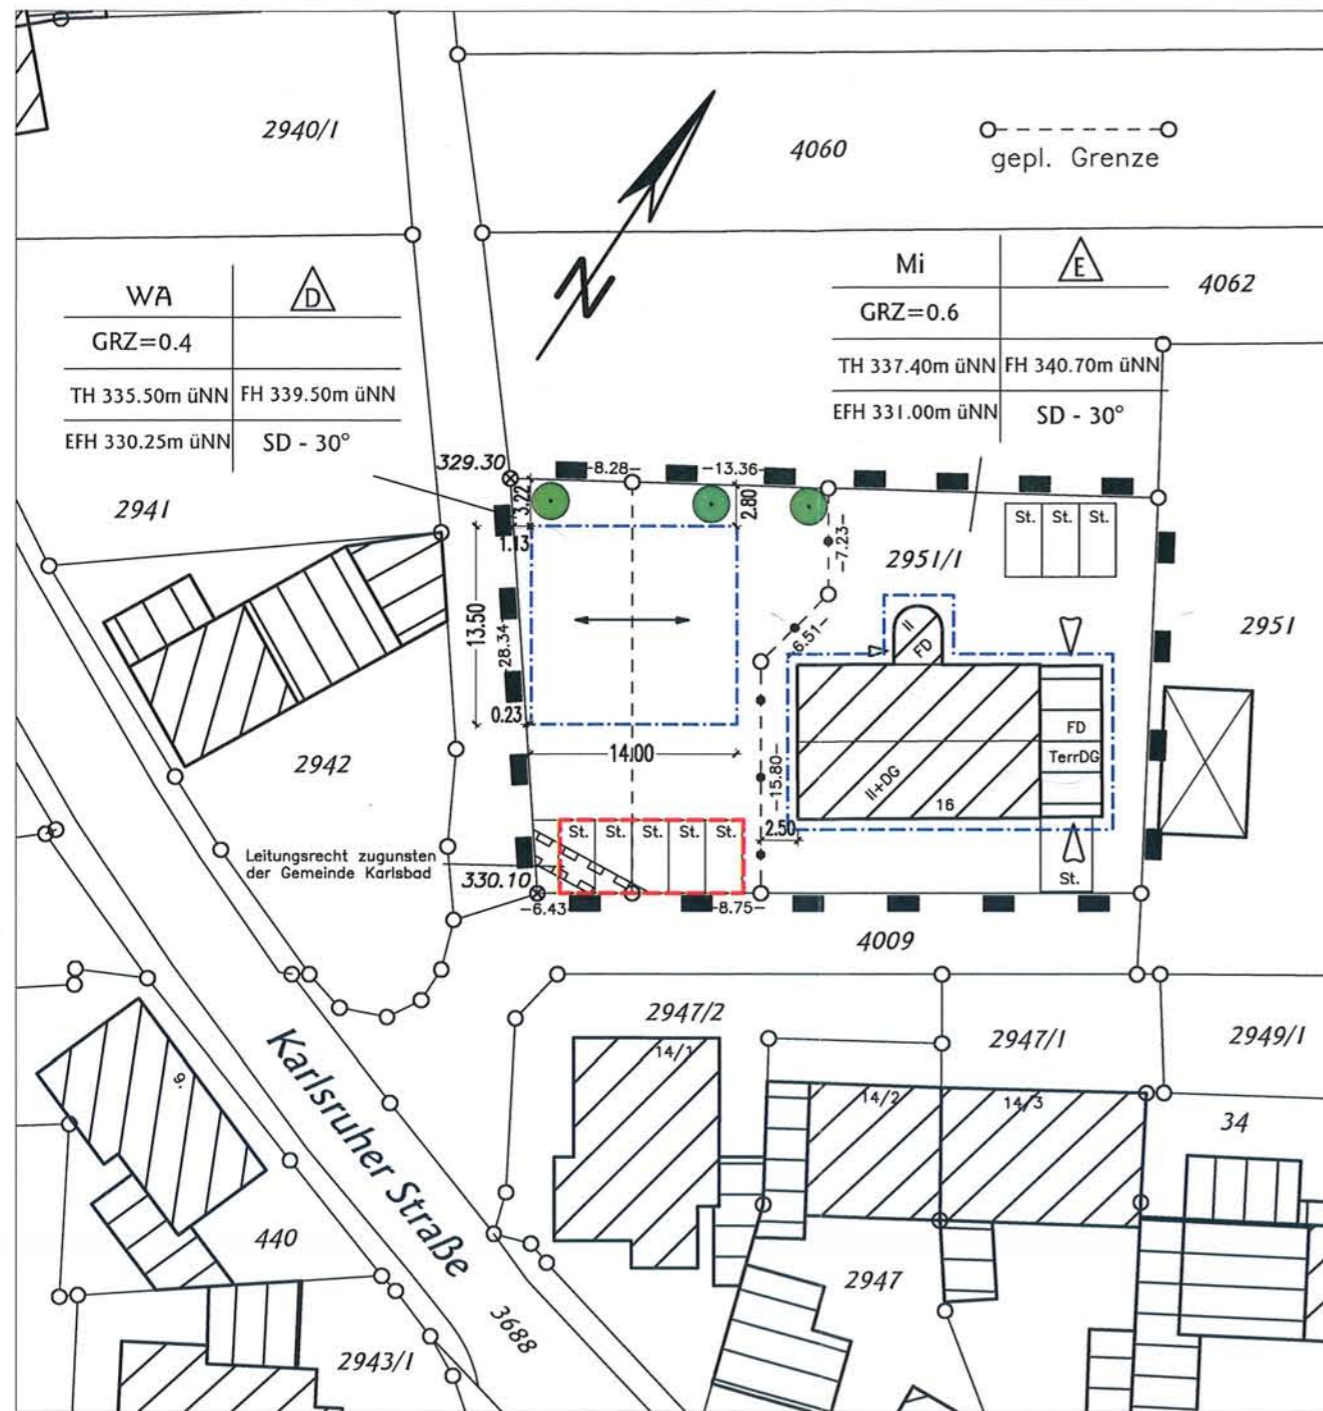 2940/1
4060
gepl. Grenze
N
4062
WA D
GRZ=0.4
TH 335.50m üNN FH 339.50m üNN
EFH 330.25m üNN SD - 30°
Mi E
GRZ=0.6
TH 337.40m üNN FH 340.70m üNN
EFH 331.00m üNN SD - 30°
329.30
-8.28-
-13.36-
3.22
2.80
1.13
-7.23-
2941
2951/1
St. St. St.
2951
13.50
28.34
-6.51-
II
FD
0.23
14.00
2942
-15.80-
II+DG
16
FD
TerrDG
2.50
St. St. St. St. St.
Leitungsrecht zugunsten
der Gemeinde Karlsbad
330.10
-6.43
-8.75-
St.
4009
2947/2
2947/1
2949/1
14/1
9.
14/2
14/3
34
Karlsruher Straße
440
2947
3688
2943/1